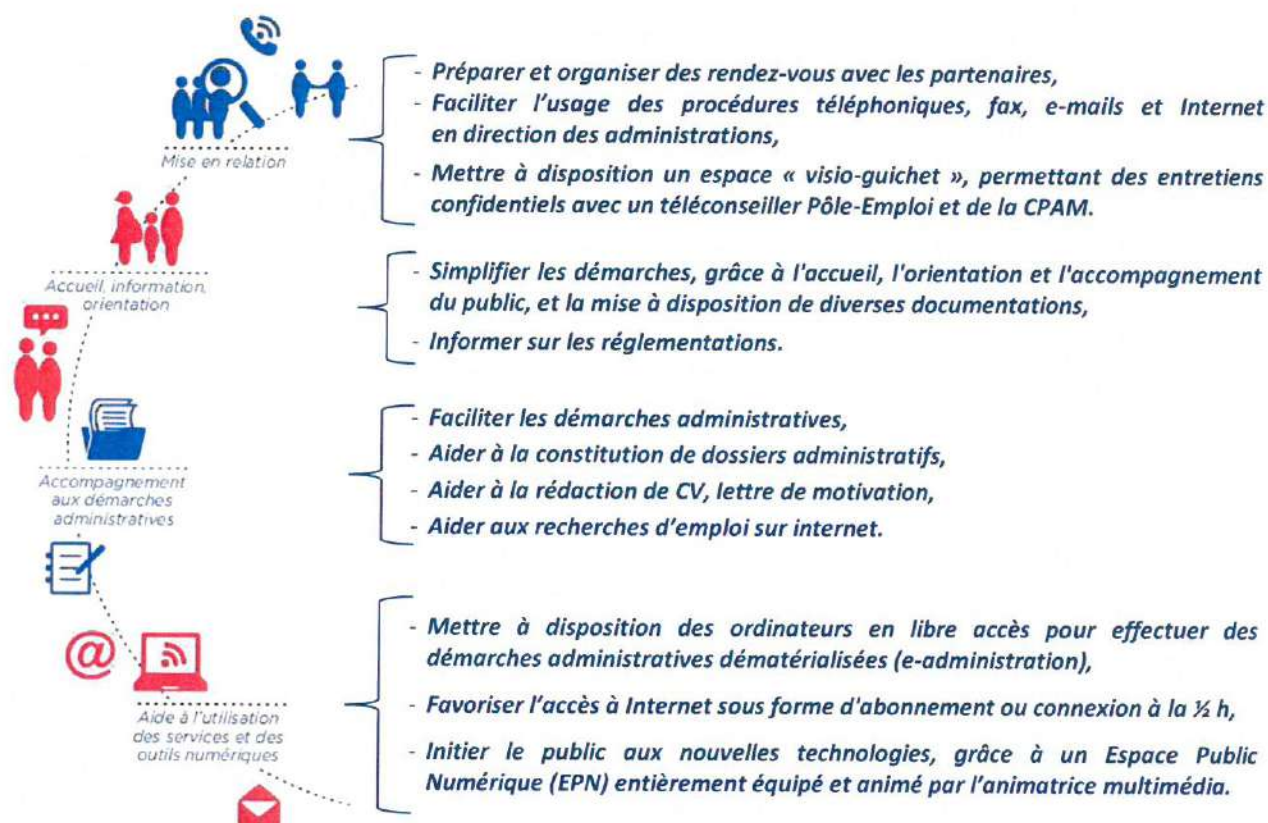 - Préparer et organiser des rendez-vous avec les partenaires,
- Faciliter l'usage des procédures téléphoniques, fax, e-mails et Internet
en direction des administrations,
Mise en relation
- Mettre à disposition un espace « visio-guichet », permettant des entretiens
confidentiels avec un téléconseiller Pôle-Emploi et de la CPAM.
Accueil, information,
orientation
- Simplifier les démarches, grâce à l'accueil, l'orientation et l'accompagnement
du public, et la mise à disposition de diverses documentations,
- Informer sur les réglementations.
Accompagnement
aux démarches
administratives
- Faciliter les démarches administratives,
- Aider à la constitution de dossiers administratifs,
- Aider à la rédaction de CV, lettre de motivation,
- Aider aux recherches d'emploi sur internet.
@
Aide à l'utilisation
des services et des
outils numériques
- Mettre à disposition des ordinateurs en libre accès pour effectuer des
démarches administratives dématérialisées (e-administration),
- Favoriser l'accès à Internet sous forme d'abonnement ou connexion à la ½ h,
- Initier le public aux nouvelles technologies, grâce à un Espace Public
Numérique (EPN) entièrement équipé et animé par l'animatrice multimédia.